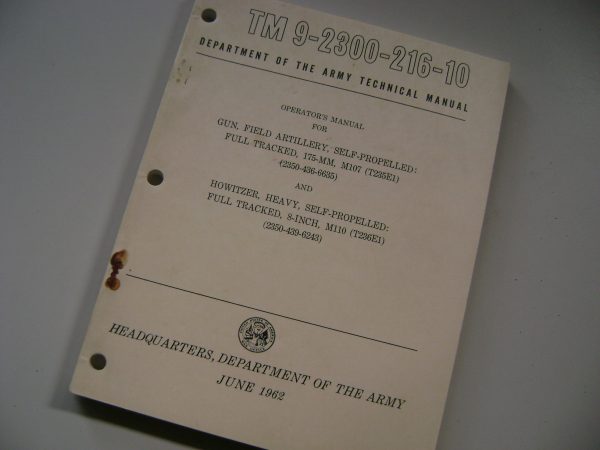 TM 9-2300-216-10
DEPARTMENT OF THE ARMY TECHNICAL MANUAL
OPERATOR'S MANUAL
FOR
GUN, FIELD ARTILLERY, SELF-PROPELLED:
FULL TRACKED, 175-MM, M107 (T235E1)
(2350-436-6635)
AND
HOWITZER, HEAVY, SELF-PROPELLED:
FULL TRACKED, 8-INCH, M110 (T236E1)
(2350-439-6243)
HEADQUARTERS, DEPARTMENT OF THE ARMY
JUNE 1962